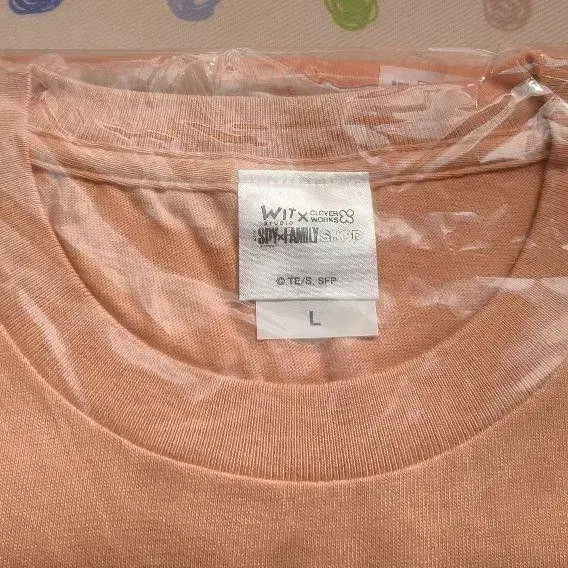 WIT × CLOVER
STUDIO WORKS
SPY×FAMILY SHOP
© TE/S, SFP
L